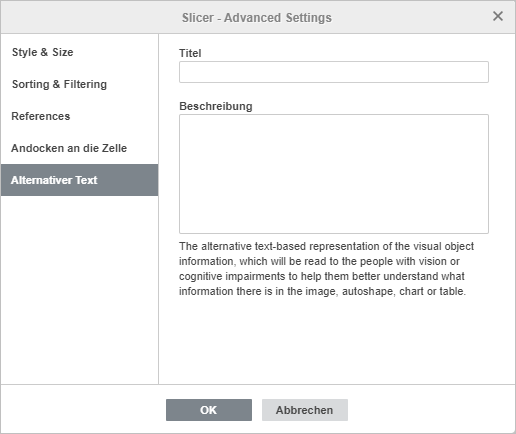 Slicer - Advanced Settings
Style & Size
Sorting & Filtering
References
Andocken an die Zelle
Alternativer Text
Titel
Beschreibung
The alternative text-based representation of the visual object
information, which will be read to the people with vision or
cognitive impairments to help them better understand what
information there is in the image, autoshape, chart or table.
OK
Abbrechen